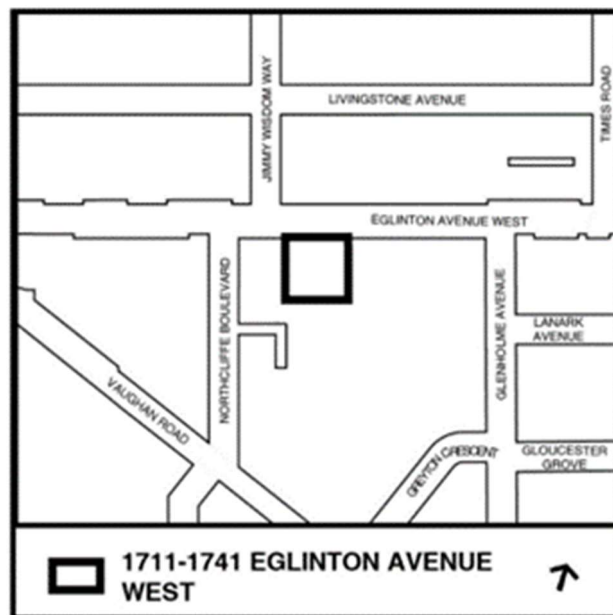 JIMMY WISDOM WAY
LIVINGSTONE AVENUE
TIMES ROAD
EGLINTON AVENUE WEST
NORTHCLIFFE BOULEVARD
GLENHOLME AVENUE
LANARK
AVENUE
VAUGHAN ROAD
GREYTON CRESCENT
GLOUCESTER
GROVE
1711-1741 EGLINTON AVENUE
WEST